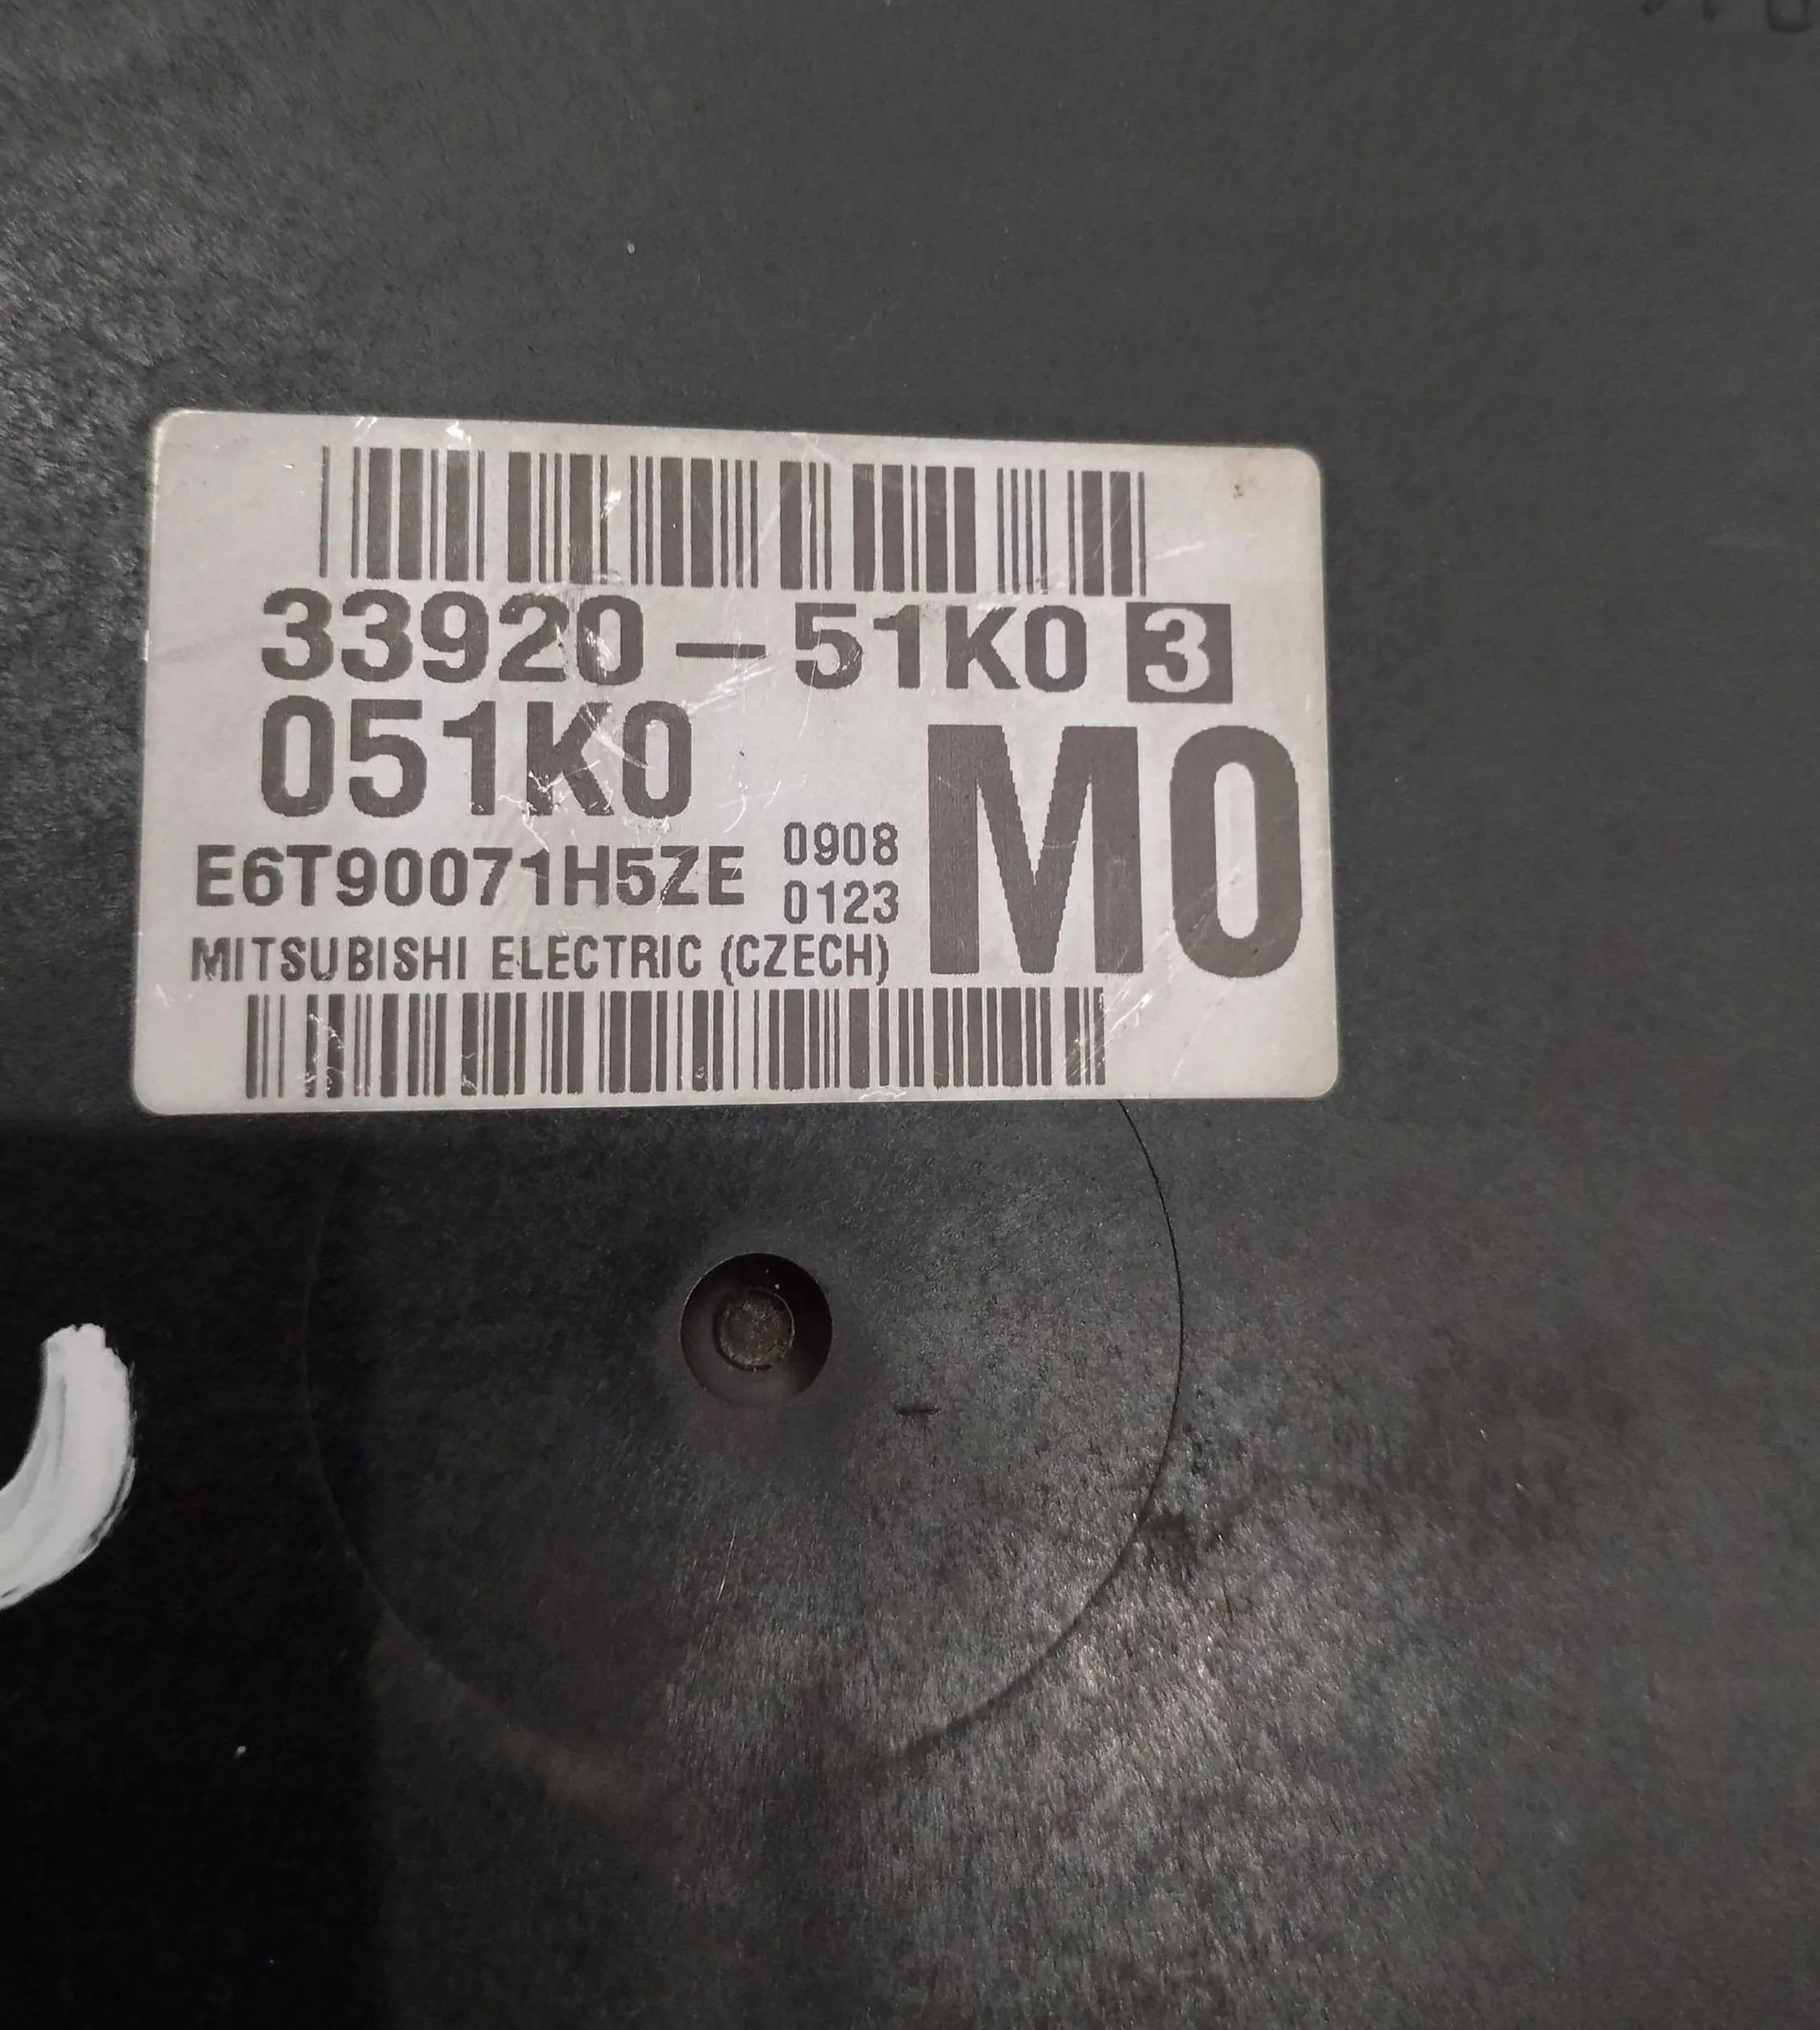 33920-51K0 3
051K0
M0
E6T90071H5ZE
0908
0123
MITSUBISHI ELECTRIC (CZECH)